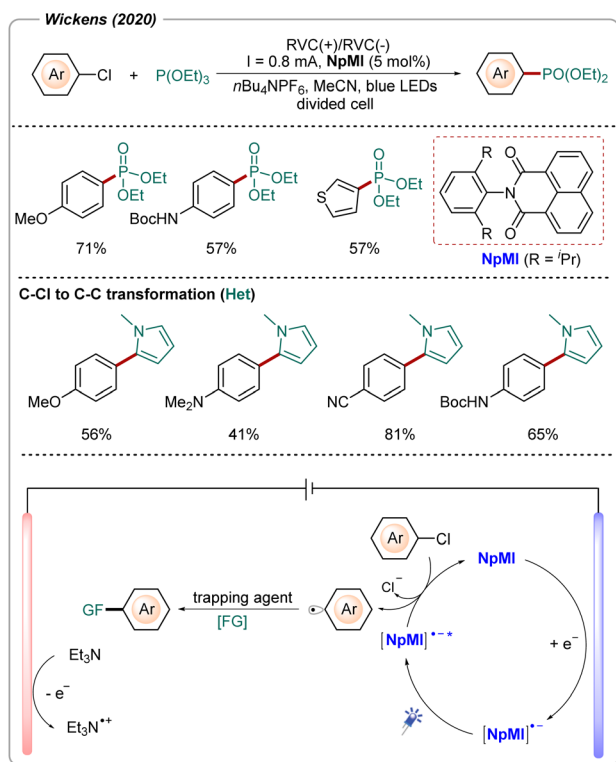 Wickens (2020)
RVC(+)/RVC(-)
I = 0.8 mA, NpMI (5 mol%)
nBu4NPF6, MeCN, blue LEDs
divided cell
Ar Cl + P(OEt)3
Ar PO(OEt)2
O
P OEt
OEt
MeO
71%
O
P OEt
OEt
BocHN
57%
O
P OEt
OEt
S
57%
R
O
N
R
O
NpMI (R = iPr)
C-Cl to C-C transformation (Het)
N
MeO
56%
N
Me2N
41%
N
NC
81%
N
BocHN
65%
Ar Cl
Cl−
NpMI
GF Ar
trapping agent
[FG]
Ar
[NpMI]•−*
+ e−
Et3N
- e−
Et3N•+
[NpMI]•−